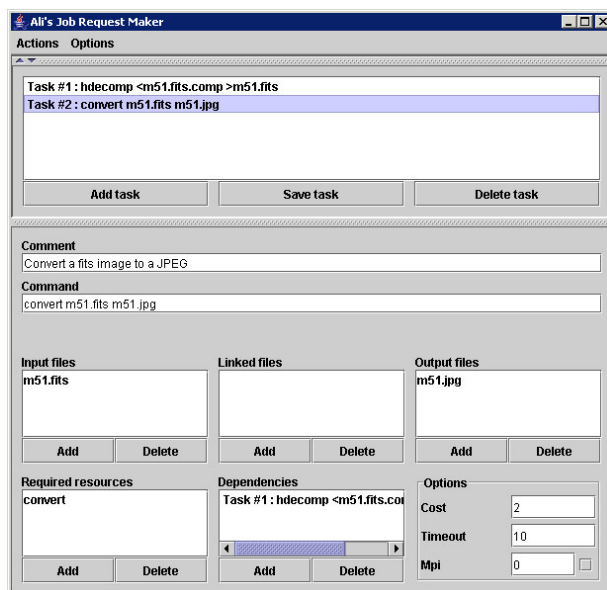 Ali's Job Request Maker
Actions Options
Task #1 : hdecomp <m51.fits.comp >m51.fits
Task #2 : convert m51.fits m51.jpg
Add task Save task Delete task
Comment
Convert a fits image to a JPEG
Command
convert m51.fits m51.jpg
Input files Linked files Output files
m51.fits m51.jpg
Add Delete Add Delete Add Delete
Required resources Dependencies Options
convert Task #1 : hdecomp <m51.fits.co
Cost 2
Timeout 10
Mpi 0
Add Delete Add Delete